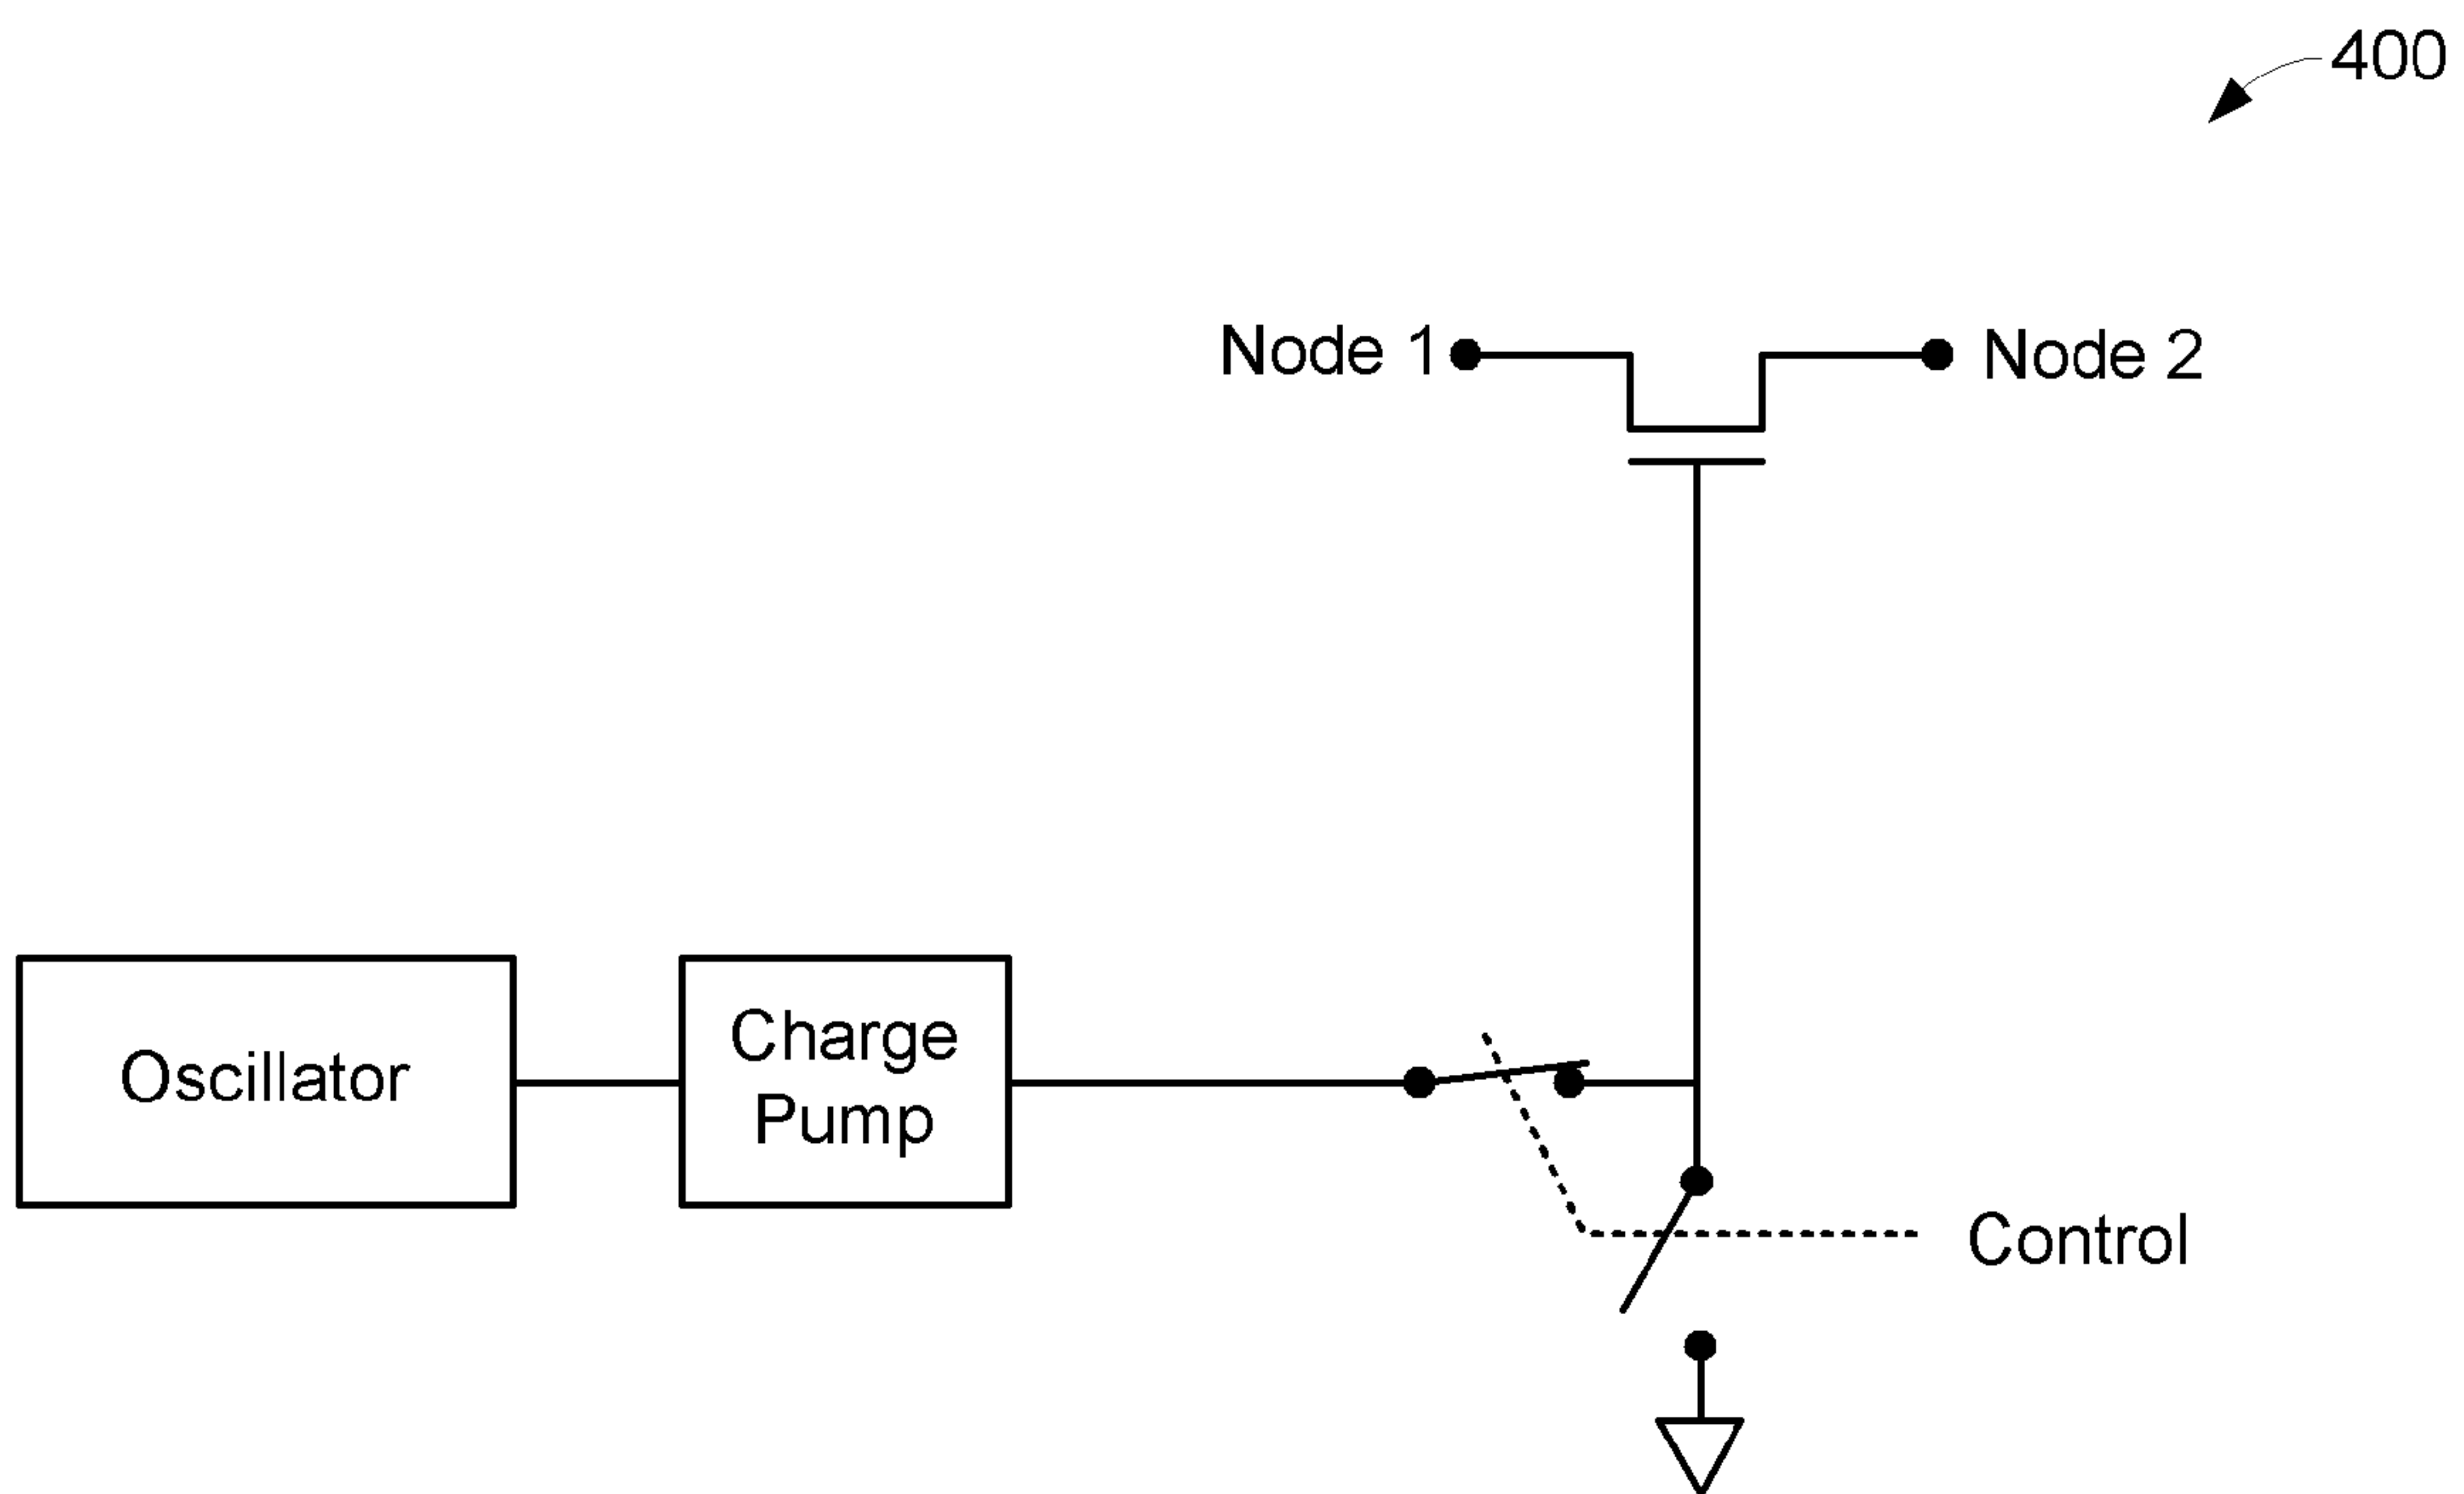 400
Node 1
Node 2
Oscillator
Charge
Pump
Control